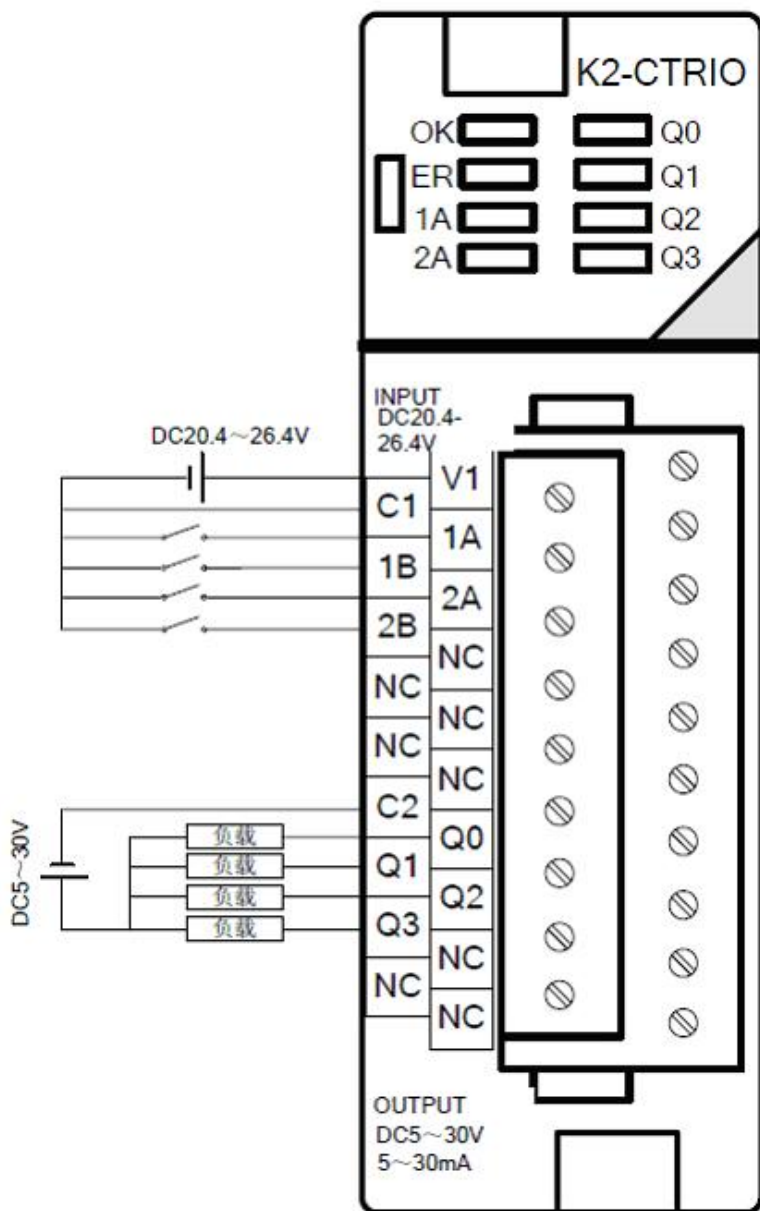 K2-CTRIO
OK Q0
ER Q1
1A Q2
2A Q3
INPUT
DC20.4-
26.4V
DC20.4～26.4V
V1
C1
1A
1B
2A
2B
NC
NC
NC
NC
NC
C2
Q0
Q1
Q2
Q3
NC
NC
NC
负载
负载
负载
负载
DC5～30V
OUTPUT
DC5～30V
5～30mA